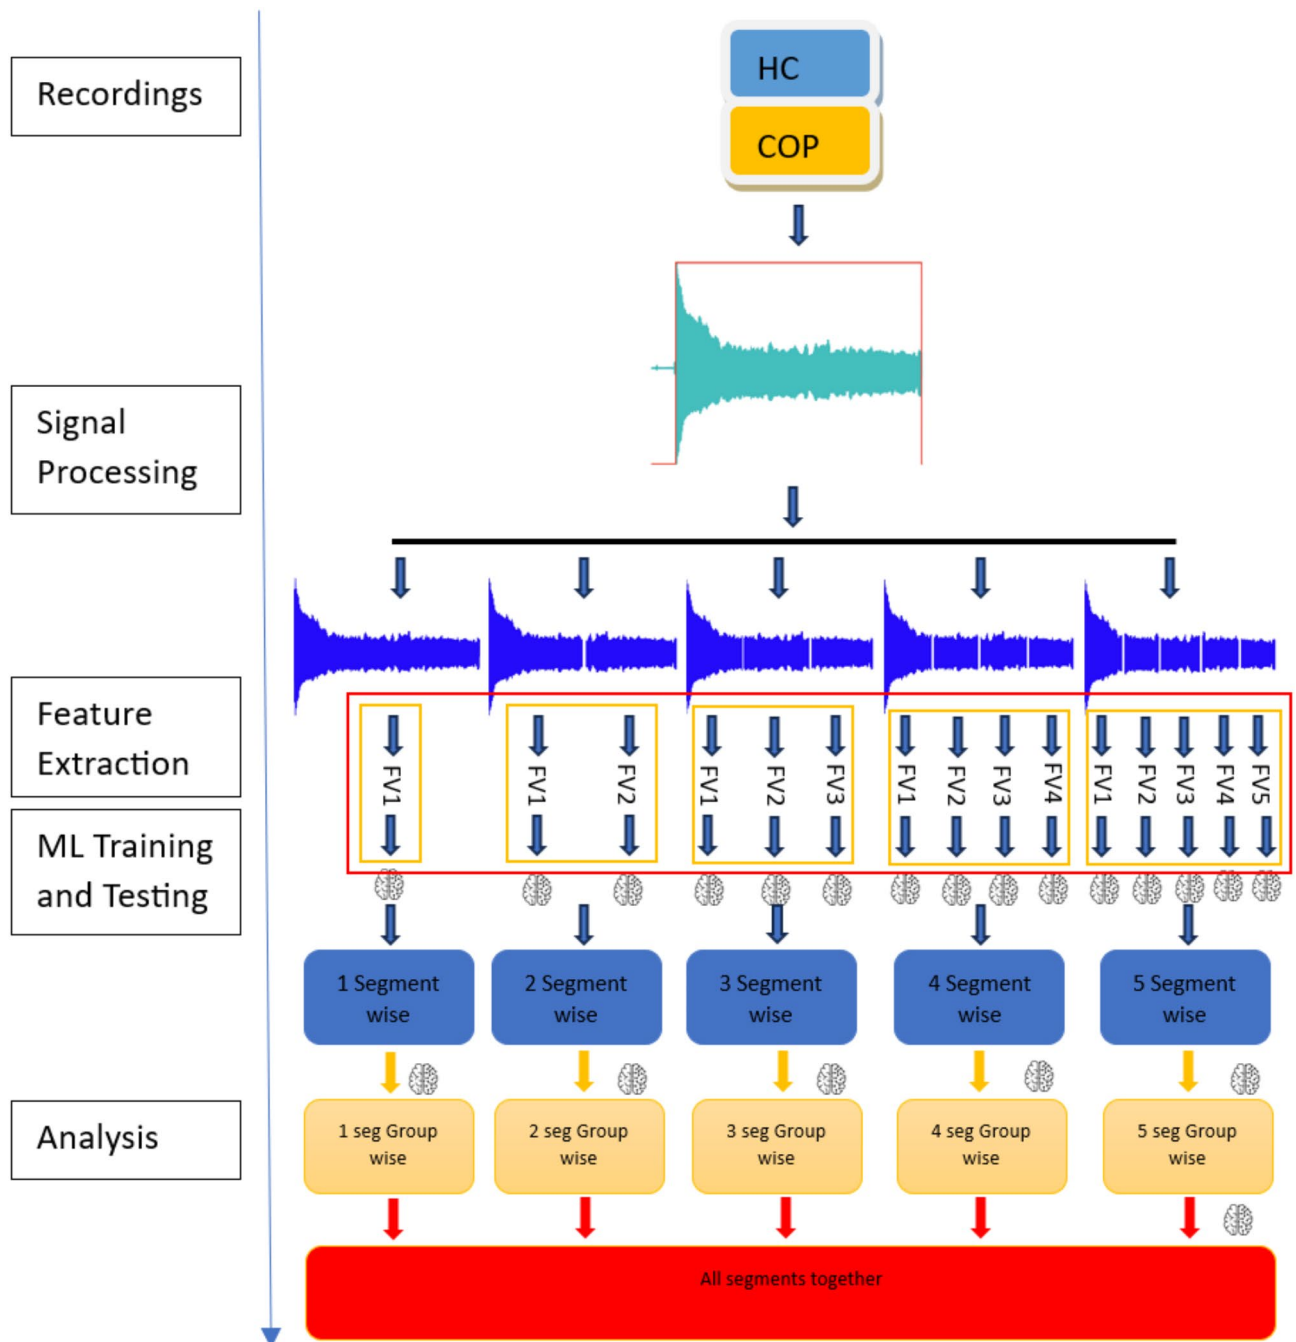 Recordings
HC
COP
Signal
Processing
Feature
Extraction
FV1
FV1
FV2
FV1
FV2
FV3
FV1
FV2
FV3
FV4
FV1
FV2
FV3
FV4
FV5
ML Training
and Testing
1 Segment
wise
2 Segment
wise
3 Segment
wise
4 Segment
wise
5 Segment
wise
Analysis
1 seg Group
wise
2 seg Group
wise
3 seg Group
wise
4 seg Group
wise
5 seg Group
wise
All segments together